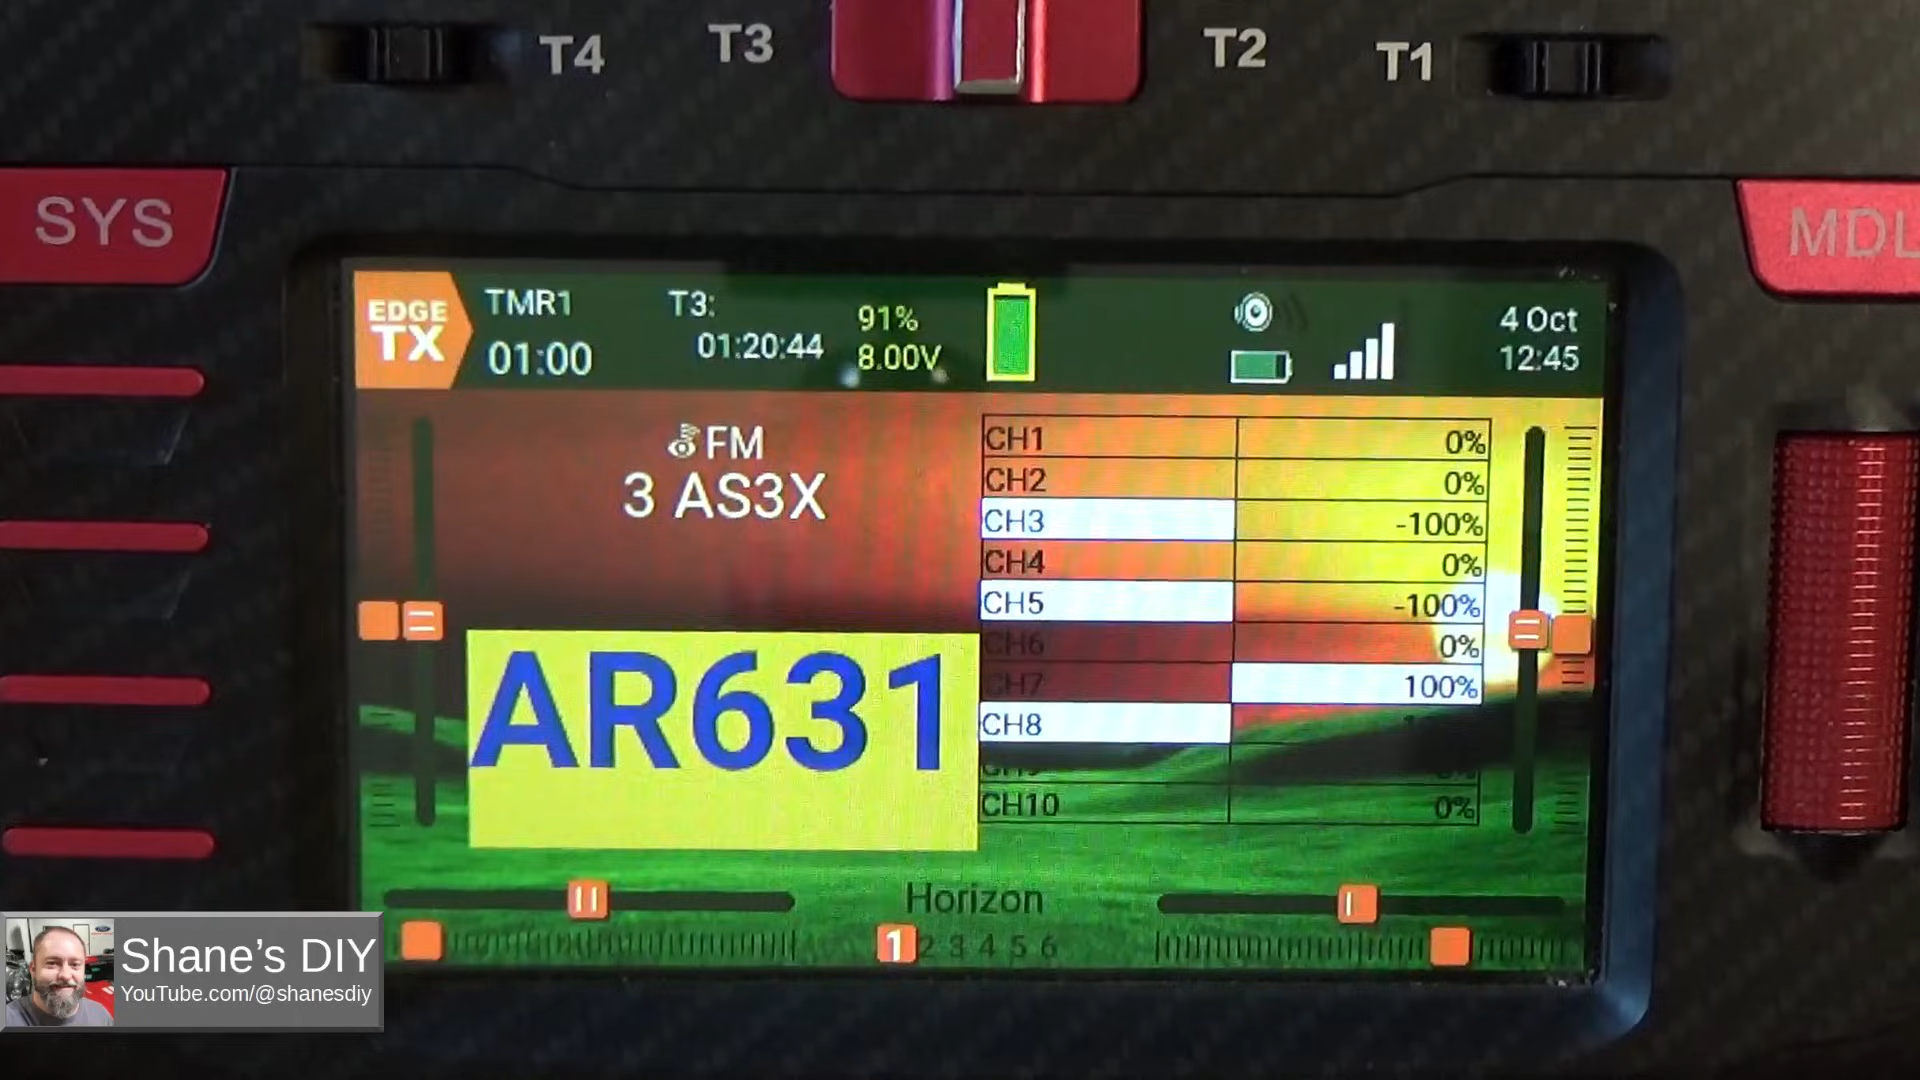 T4 T3 T2 T1
SYS
MDL
EDGE
TX
TMR1
01:00
T3:
01:20:44
91%
8.00V
4 Oct
12:45
FM
3 AS3X
AR631
CH1 0%
CH2 0%
CH3 -100%
CH4 0%
CH5 -100%
CH6 0%
CH7 100%
CH8
CH9 0%
CH10 0%
Horizon
1 2 3 4 5 6
Shane's DIY
YouTube.com/@shanesdiy